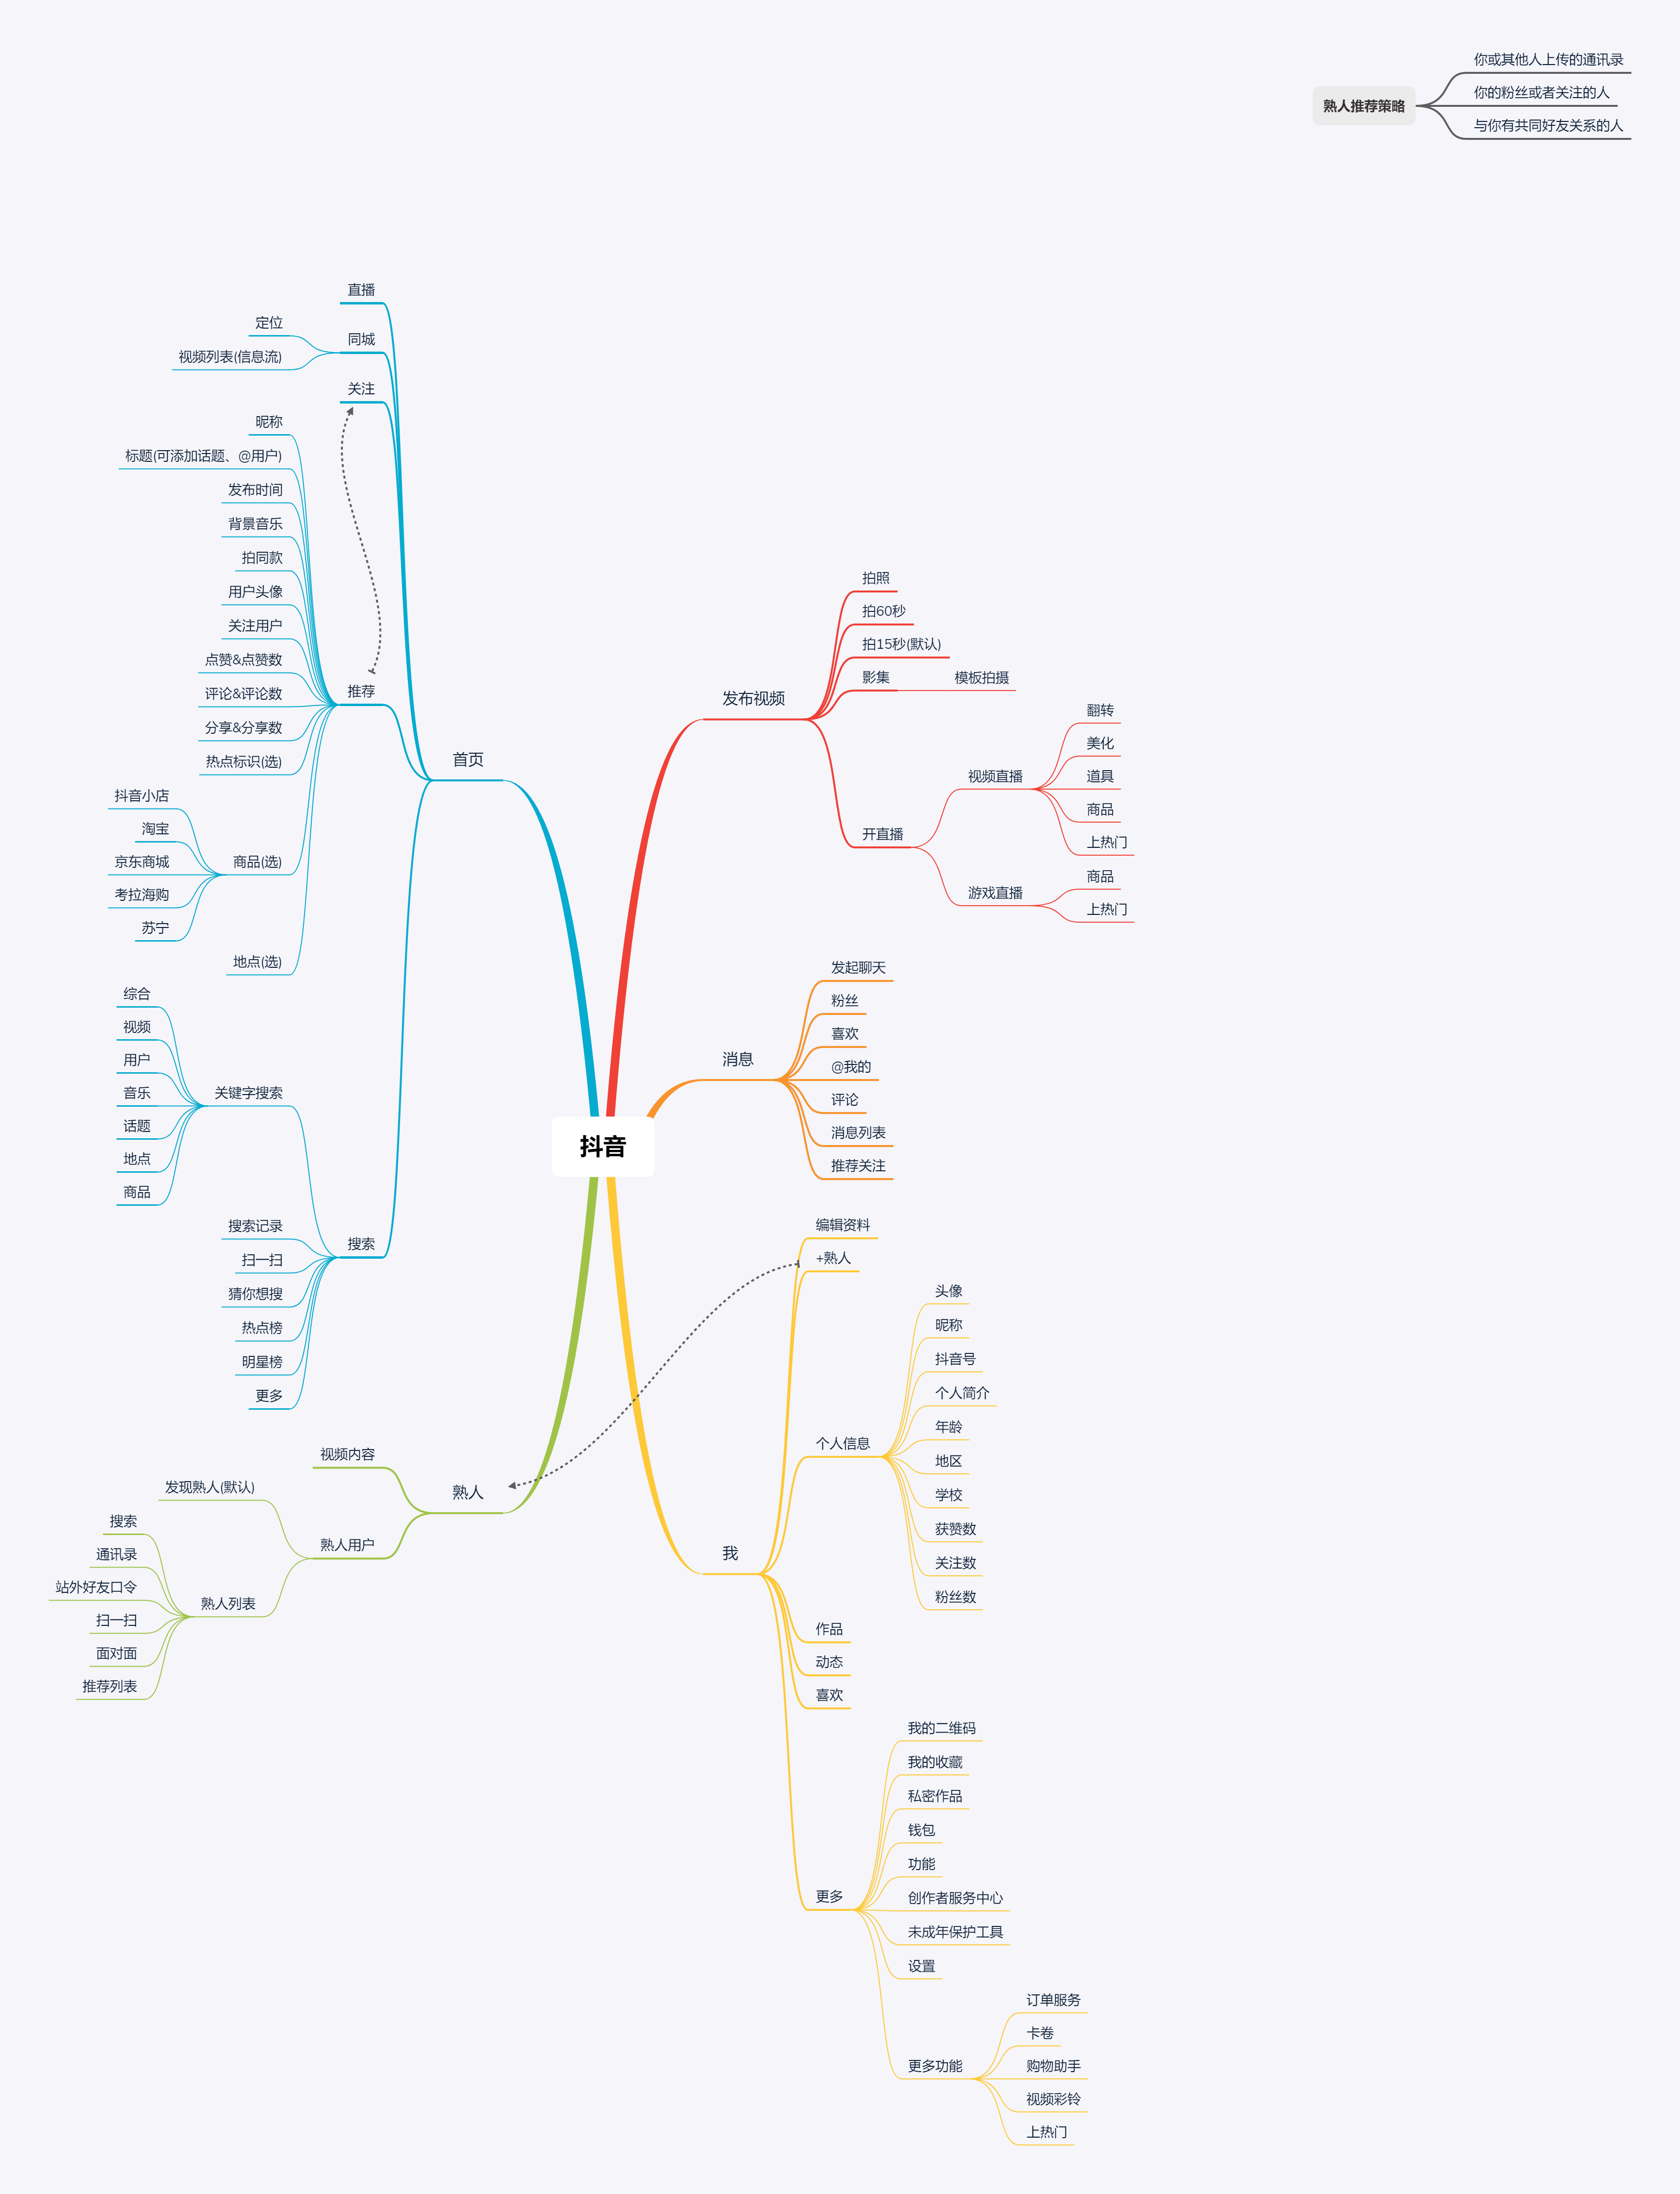 你或其他人上传的通讯录
熟人推荐策略
你的粉丝或者关注的人
与你有共同好友关系的人
抖音
首页
直播
同城
定位
视频列表(信息流)
关注
推荐
昵称
标题(可添加话题、@用户)
发布时间
背景音乐
拍同款
用户头像
关注用户
点赞&点赞数
评论&评论数
分享&分享数
热点标识(选)
商品(选)
抖音小店
淘宝
京东商城
考拉海购
苏宁
地点(选)
搜索
关键字搜索
综合
视频
用户
音乐
话题
地点
商品
搜索记录
扫一扫
猜你想搜
热点榜
明星榜
更多
熟人
视频内容
熟人用户
发现熟人(默认)
熟人列表
搜索
通讯录
站外好友口令
扫一扫
面对面
推荐列表
发布视频
拍照
拍60秒
拍15秒(默认)
影集
模板拍摄
开直播
视频直播
翻转
美化
道具
商品
上热门
游戏直播
商品
上热门
消息
发起聊天
粉丝
喜欢
@我的
评论
消息列表
推荐关注
我
编辑资料
+熟人
个人信息
头像
昵称
抖音号
个人简介
年龄
地区
学校
获赞数
关注数
粉丝数
作品
动态
喜欢
更多
我的二维码
我的收藏
私密作品
钱包
功能
创作者服务中心
未成年保护工具
设置
更多功能
订单服务
卡卷
购物助手
视频彩铃
上热门